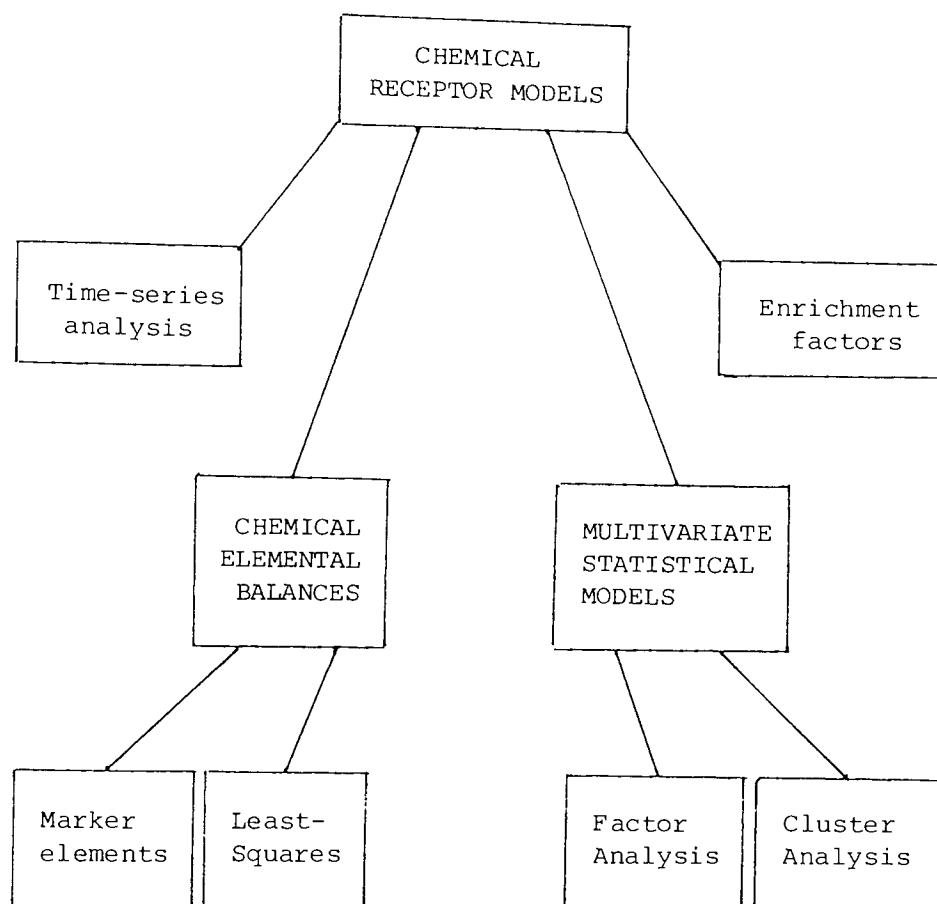 CHEMICAL
RECEPTOR MODELS
Time-series
analysis
Enrichment
factors
CHEMICAL
ELEMENTAL
BALANCES
MULTIVARIATE
STATISTICAL
MODELS
Marker
elements
Least-
Squares
Factor
Analysis
Cluster
Analysis